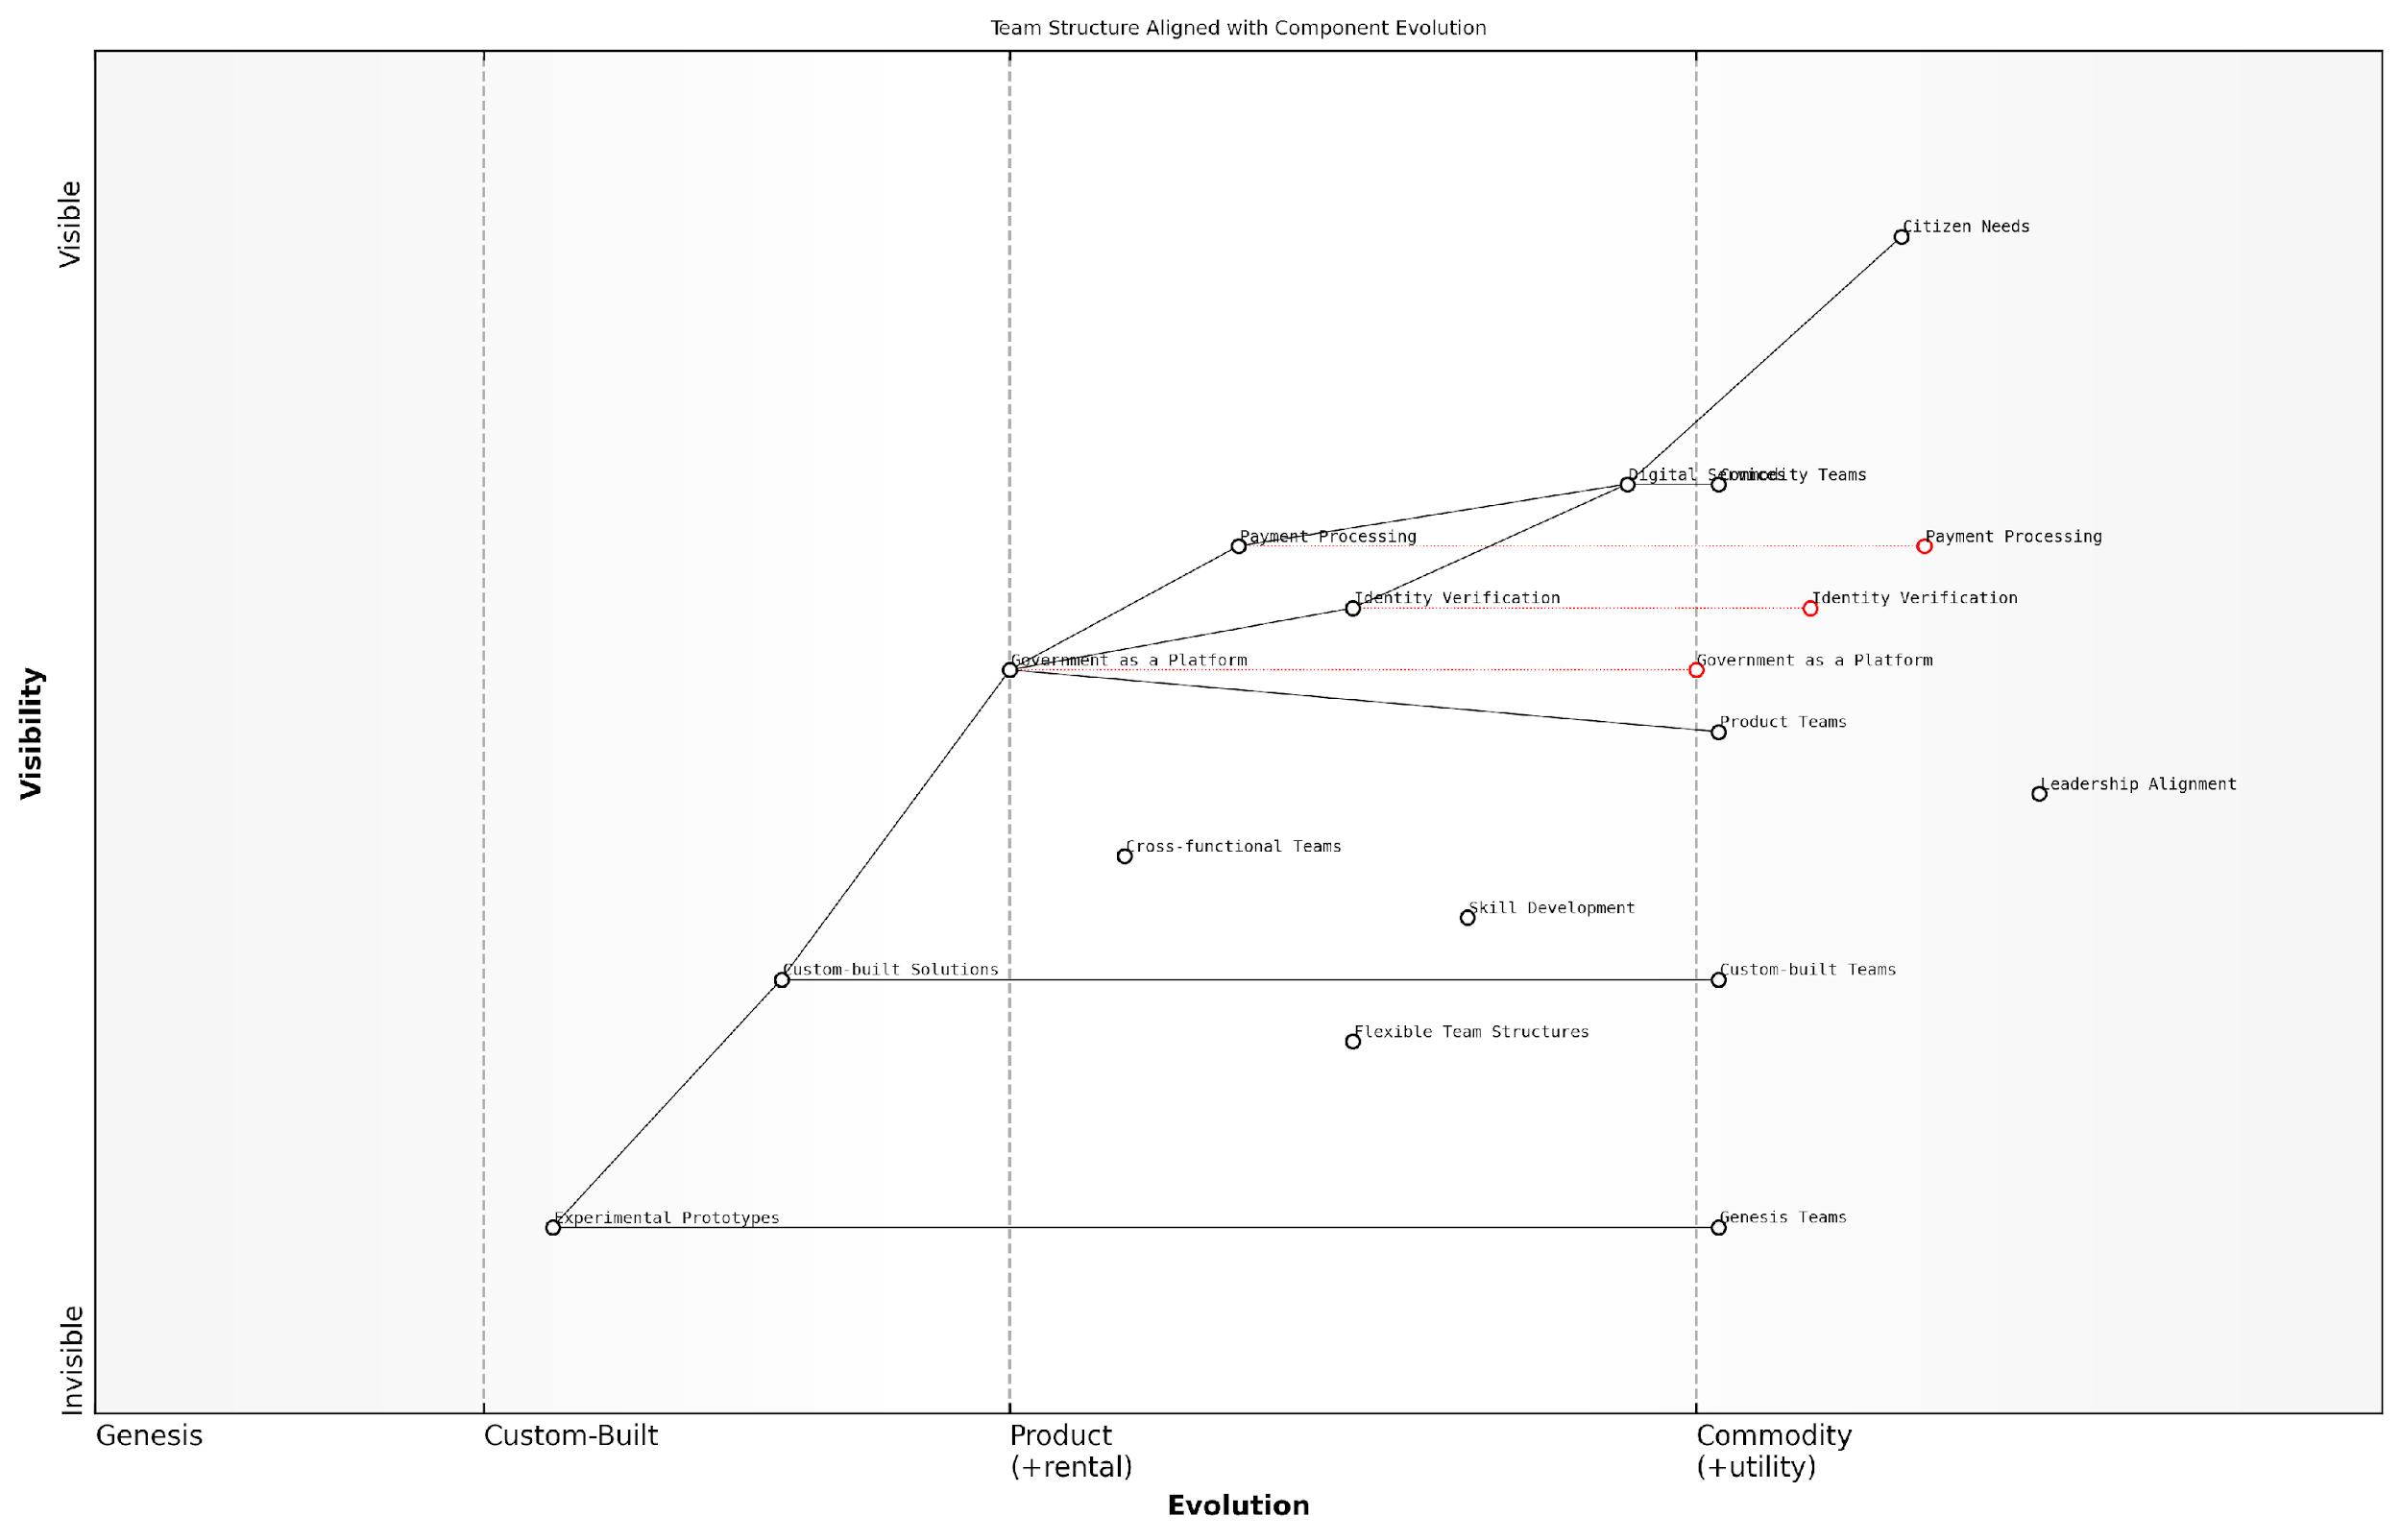 Team Structure Aligned with Component Evolution
Visible
Citizen Needs
Digital Services
Commodity Teams
Payment Processing
Payment Processing
Identity Verification
Identity Verification
Government as a Platform
Government as a Platform
Visibility
Product Teams
Leadership Alignment
Cross-functional Teams
Skill Development
Custom-built Solutions
Custom-built Teams
Flexible Team Structures
Experimental Prototypes
Genesis Teams
Invisible
Genesis
Custom-Built
Product
(+rental)
Commodity
(+utility)
Evolution